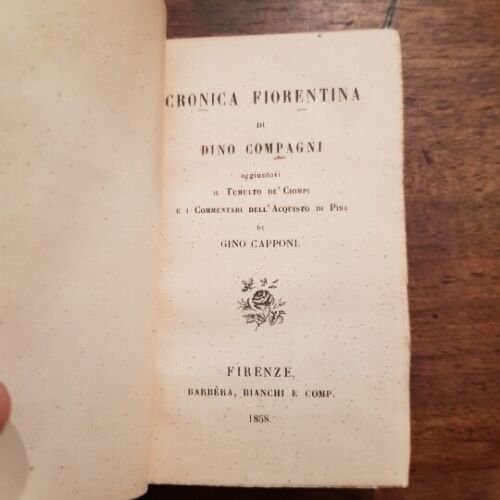 CRONICA FIORENTINA
DI
DINO COMPAGNI
aggiuntovi
IL TUMULTO DE' CIOMPI
E I COMMENTARI DELL'ACQUISTO DI PISA
DI
GINO CAPPONI.
FIRENZE,
BARBÈRA, BIANCHI E COMP.
1858.